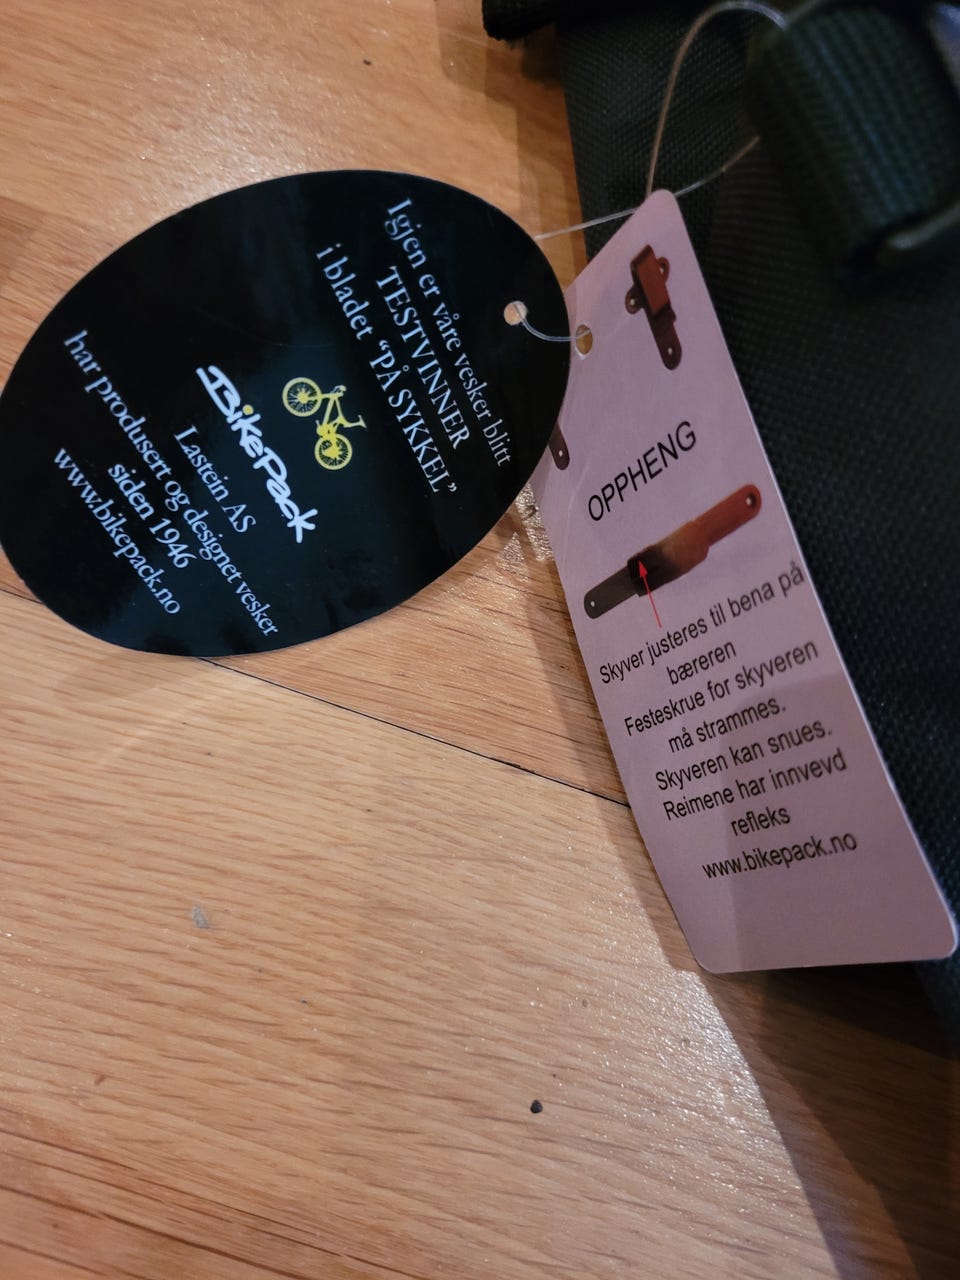 Igjen er våre vesker blitt
TESTVINNER
i bladet “PÅ SYKKEL”
BikePack
Lastein AS
har produsert og designet vesker
siden 1946
www.bikepack.no
OPPHENG
Skyver justeres til bena på
bæreren
Festeskrue for skyveren
må strammes.
Skyveren kan snues.
Reimene har innvevd
refleks
www.bikepack.no